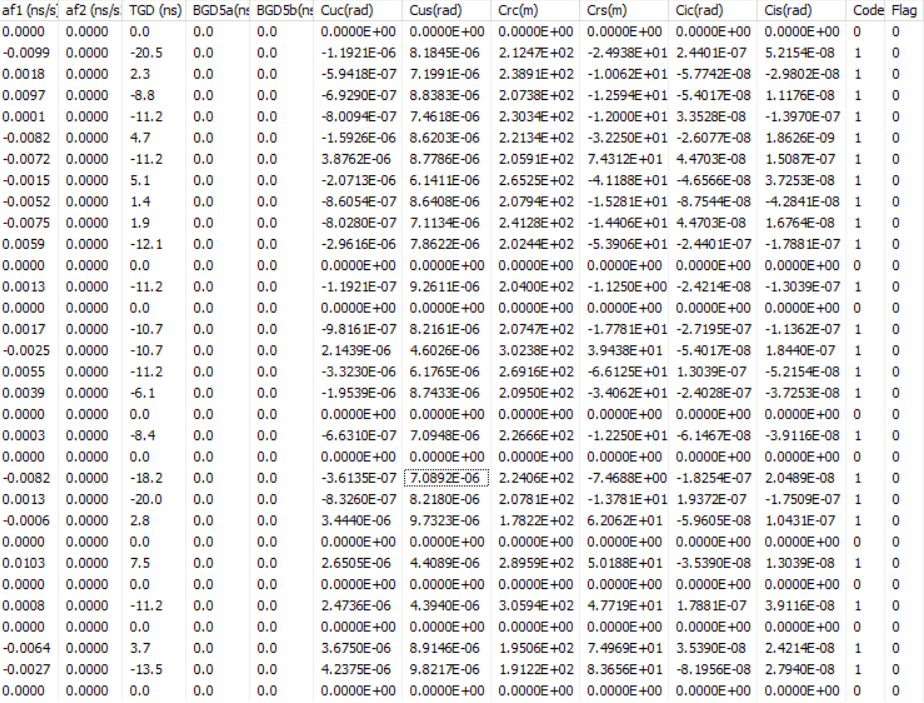 af1 (ns/s) af2 (ns/s TGD (ns) BGD5a(ns BGD5b(ns Cuc(rad) Cus(rad) Crc(m) Crs(m) Cic(rad) Cis(rad) Code Flag
0.0000 0.0000 0.0 0.0 0.0 0.0000E+00 0.0000E+00 0.0000E+00 0.0000E+00 0.0000E+00 0.0000E+00 0 0
-0.0099 0.0000 -20.5 0.0 0.0 -1.1921E-06 8.1845E-06 2.1247E+02 -2.4938E+01 2.4401E-07 5.2154E-08 1 0
0.0018 0.0000 2.3 0.0 0.0 -5.9418E-07 7.1991E-06 2.3891E+02 -1.0062E+01 -5.7742E-08 -2.9802E-08 1 0
0.0097 0.0000 -8.8 0.0 0.0 -6.9290E-07 8.8383E-06 2.0738E+02 -1.2594E+01 -5.4017E-08 1.1176E-08 1 0
0.0001 0.0000 -11.2 0.0 0.0 -8.0094E-07 7.4618E-06 2.3034E+02 -1.2000E+01 3.3528E-08 -1.3970E-07 1 0
-0.0082 0.0000 4.7 0.0 0.0 -1.5926E-06 8.6203E-06 2.2134E+02 -3.2250E+01 -2.6077E-08 1.8626E-09 1 0
-0.0072 0.0000 -11.2 0.0 0.0 3.8762E-06 8.7786E-06 2.0591E+02 7.4312E+01 4.4703E-08 1.5087E-07 1 0
-0.0015 0.0000 5.1 0.0 0.0 -2.0713E-06 6.1411E-06 2.6525E+02 -4.1188E+01 -4.6566E-08 3.7253E-08 1 0
-0.0052 0.0000 1.4 0.0 0.0 -8.6054E-07 8.6408E-06 2.0794E+02 -1.5281E+01 -8.7544E-08 -4.2841E-08 1 0
-0.0075 0.0000 1.9 0.0 0.0 -8.0280E-07 7.1134E-06 2.4128E+02 -1.4406E+01 4.4703E-08 1.6764E-08 1 0
0.0059 0.0000 -12.1 0.0 0.0 -2.9616E-06 7.8622E-06 2.0244E+02 -5.3906E+01 -2.4401E-07 -1.7881E-07 1 0
0.0000 0.0000 0.0 0.0 0.0 0.0000E+00 0.0000E+00 0.0000E+00 0.0000E+00 0.0000E+00 0.0000E+00 0 0
0.0013 0.0000 -11.2 0.0 0.0 -1.1921E-07 9.2611E-06 2.0400E+02 -1.1250E+00 -2.4214E-08 -1.3039E-07 1 0
0.0000 0.0000 0.0 0.0 0.0 0.0000E+00 0.0000E+00 0.0000E+00 0.0000E+00 0.0000E+00 0.0000E+00 0 0
0.0017 0.0000 -10.7 0.0 0.0 -9.8161E-07 8.2161E-06 2.0747E+02 -1.7781E+01 -2.7195E-07 -1.1362E-07 1 0
-0.0025 0.0000 -10.7 0.0 0.0 2.1439E-06 4.6026E-06 3.0238E+02 3.9438E+01 -5.4017E-08 1.8440E-07 1 0
0.0055 0.0000 -11.2 0.0 0.0 -3.3230E-06 6.1765E-06 2.6916E+02 -6.6125E+01 1.3039E-07 -5.2154E-08 1 0
0.0039 0.0000 -6.1 0.0 0.0 -1.9539E-06 8.7433E-06 2.0950E+02 -3.4062E+01 -2.4028E-07 -3.7253E-08 1 0
0.0000 0.0000 0.0 0.0 0.0 0.0000E+00 0.0000E+00 0.0000E+00 0.0000E+00 0.0000E+00 0.0000E+00 0 0
0.0003 0.0000 -8.4 0.0 0.0 -6.6310E-07 7.0948E-06 2.2666E+02 -1.2250E+01 -6.1467E-08 -3.9116E-08 1 0
0.0000 0.0000 0.0 0.0 0.0 0.0000E+00 0.0000E+00 0.0000E+00 0.0000E+00 0.0000E+00 0.0000E+00 0 0
-0.0082 0.0000 -18.2 0.0 0.0 -3.6135E-07 7.0892E-06 2.2406E+02 -7.4688E+00 -1.8254E-07 2.0489E-08 1 0
0.0013 0.0000 -20.0 0.0 0.0 -8.3260E-07 8.2180E-06 2.0781E+02 -1.3781E+01 1.9372E-07 -1.7509E-07 1 0
-0.0006 0.0000 2.8 0.0 0.0 3.4440E-06 9.7323E-06 1.7822E+02 6.2062E+01 -5.9605E-08 1.0431E-07 1 0
0.0000 0.0000 0.0 0.0 0.0 0.0000E+00 0.0000E+00 0.0000E+00 0.0000E+00 0.0000E+00 0.0000E+00 0 0
0.0103 0.0000 7.5 0.0 0.0 2.6505E-06 4.4089E-06 2.8959E+02 5.0188E+01 -3.5390E-08 1.3039E-08 1 0
0.0000 0.0000 0.0 0.0 0.0 0.0000E+00 0.0000E+00 0.0000E+00 0.0000E+00 0.0000E+00 0.0000E+00 0 0
0.0008 0.0000 -11.2 0.0 0.0 2.4736E-06 4.3940E-06 3.0594E+02 4.7719E+01 1.7881E-07 3.9116E-08 1 0
0.0000 0.0000 0.0 0.0 0.0 0.0000E+00 0.0000E+00 0.0000E+00 0.0000E+00 0.0000E+00 0.0000E+00 0 0
-0.0064 0.0000 3.7 0.0 0.0 3.6750E-06 8.9146E-06 1.9506E+02 7.4969E+01 3.5390E-08 2.4214E-08 1 0
-0.0027 0.0000 -13.5 0.0 0.0 4.2375E-06 9.8217E-06 1.9122E+02 8.3656E+01 -8.1956E-08 2.7940E-08 1 0
0.0000 0.0000 0.0 0.0 0.0 0.0000E+00 0.0000E+00 0.0000E+00 0.0000E+00 0.0000E+00 0.0000E+00 0 0